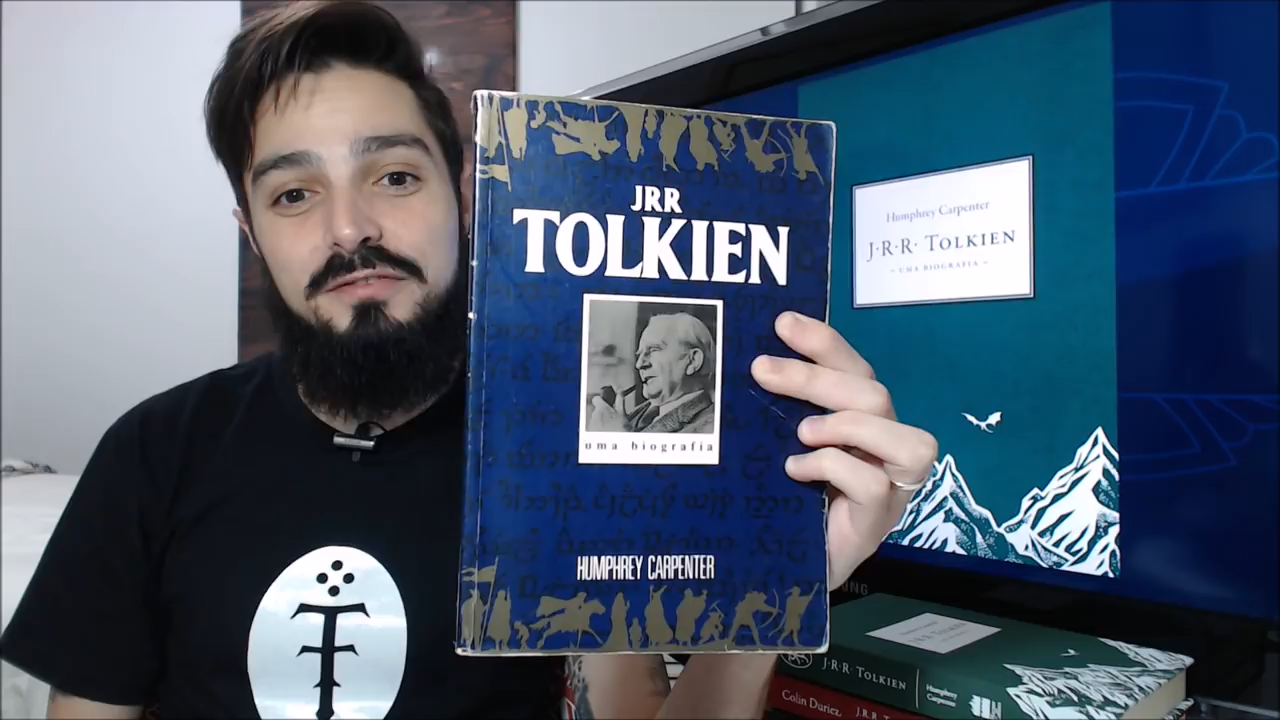 JRR
TOLKIEN
uma biografia
HUMPHREY CARPENTER
Humphrey Carpenter
J·R·R· TOLKIEN
~ UMA BIOGRAFIA ~
J·R·R·TOLKIEN
Humphrey
Carpenter
Colin Duriez